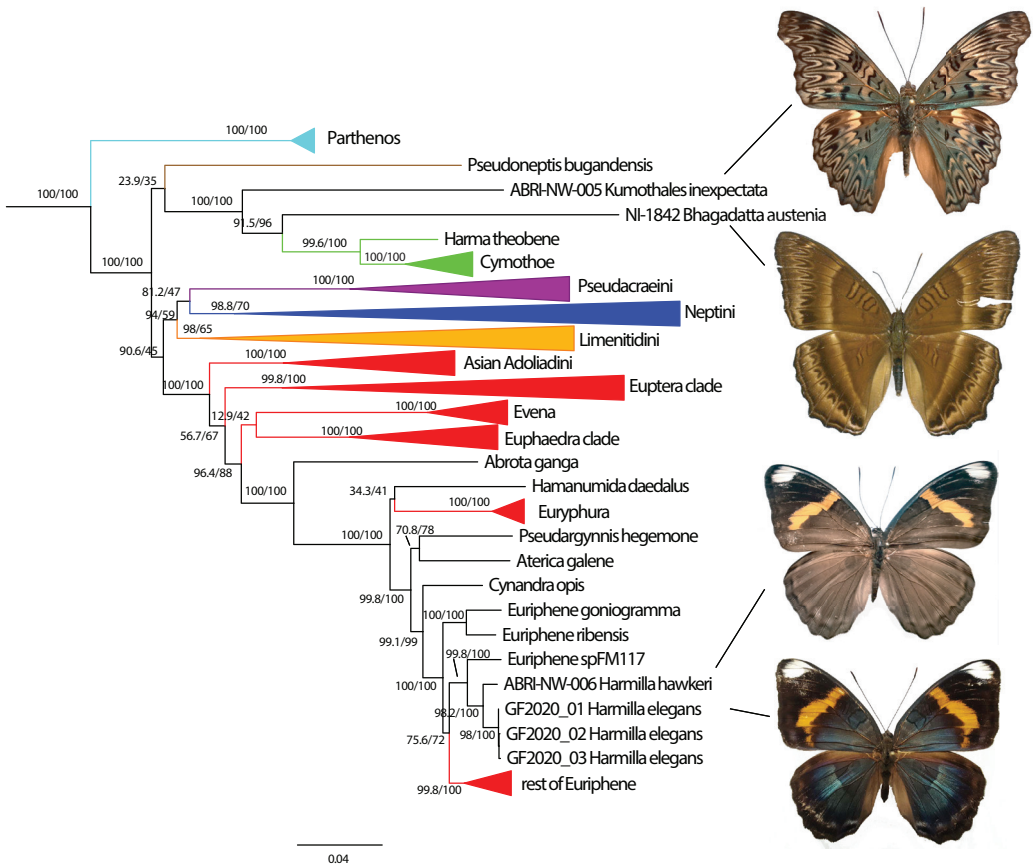 100/100
Parthenos
100/100
23.9/35
Pseudoneptis bugandensis
100/100
ABRI-NW-005 Kumothales inexpectata
91.5/96
NI-1842 Bhagadatta austenia
99.6/100
Harma theobene
100/100
Cymothoe
100/100
81.2/47
100/100
Pseudacraeini
98.8/70
Neptini
94/59
98/65
Limenitidini
90.6/45
100/100
Asian Adoliadini
100/100
99.8/100
Euptera clade
12.9/42
100/100
Evena
56.7/67
100/100
Euphaedra clade
96.4/88
Abrota ganga
100/100
34.3/41
Hamanumida daedalus
100/100
Euryphura
100/100
70.8/78
Pseudargynnis hegemone
Aterica galene
99.8/100
Cynandra opis
100/100
Euriphene goniogramma
99.1/99
Euriphene ribensis
99.8/100
Euriphene spFM117
100/100
ABRI-NW-006 Harmilla hawkeri
98.2/100
GF2020_01 Harmilla elegans
98/100
GF2020_02 Harmilla elegans
75.6/72
GF2020_03 Harmilla elegans
99.8/100
rest of Euriphene
0.04